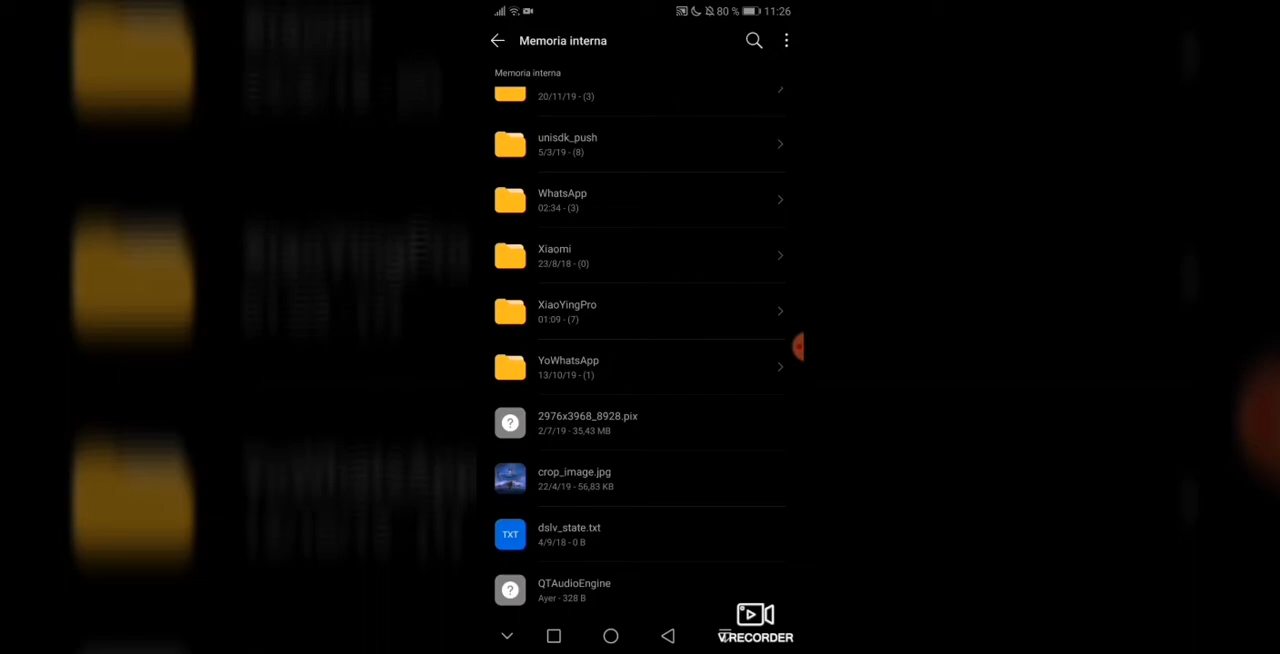 80 % 11:26
Memoria interna
Memoria interna
20/11/19 - (3)
unisdk_push
5/3/19 - (8)
WhatsApp
02:34 - (3)
Xiaomi
23/8/18 - (0)
XiaoYingPro
01:09 - (7)
YoWhatsApp
13/10/19 - (1)
2976x3968_8928.pix
2/7/19 - 35,43 MB
crop_image.jpg
22/4/19 - 56,83 KB
TXT
dslv_state.txt
4/9/18 - 0 B
QTAudioEngine
Ayer - 328 B
V.RECORDER